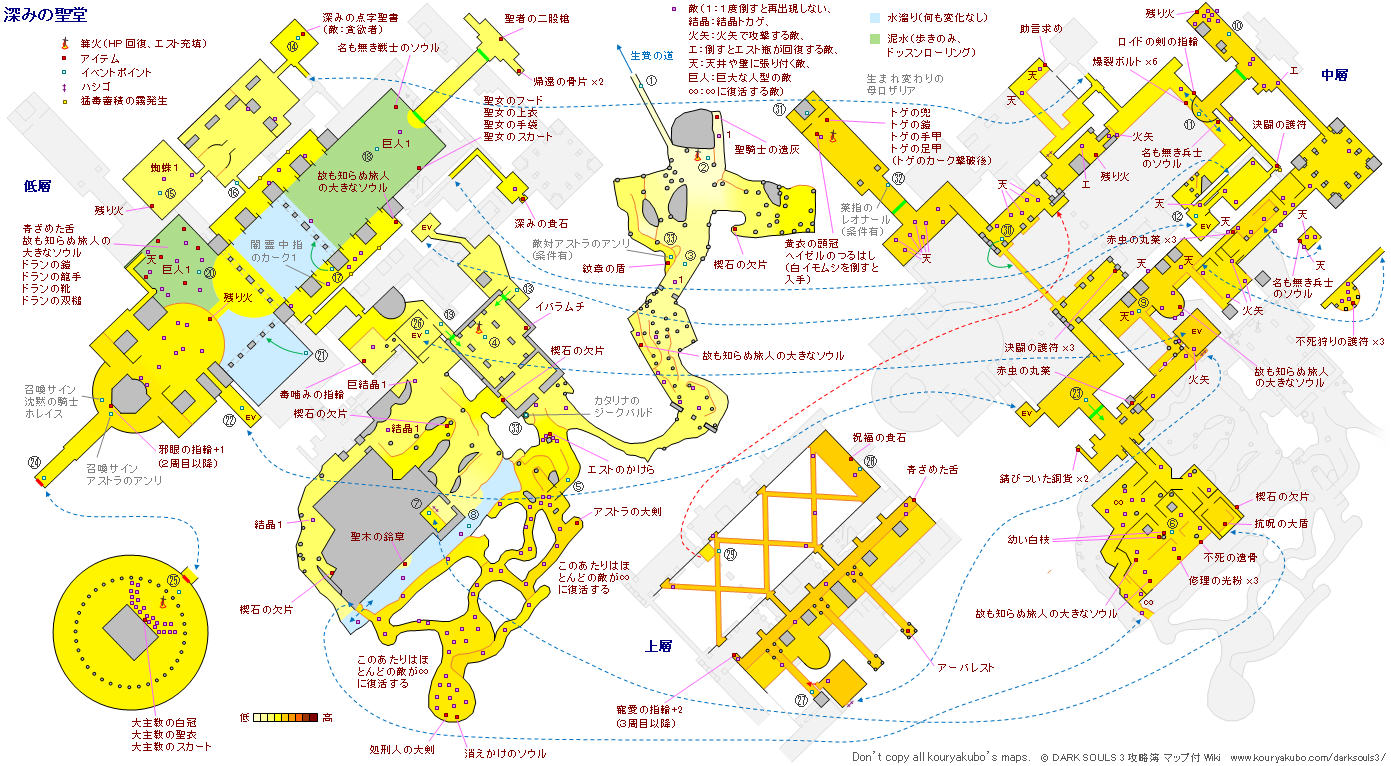 深みの聖堂
篝火(HP回復、エスト充填)
アイテム
イベントポイント
ハシゴ
猛毒蓄積の霧発生
敵(1:1度倒すと再出現しない、
結晶:結晶トカゲ、
火矢:火矢で攻撃する敵、
エ:倒すとエスト瓶が回復する敵、
天:天井や壁に張り付く敵、
巨人:巨大な人型の敵
∞:∞に復活する敵)
水溜り(何も変化なし)
泥水(歩きのみ、
ドッスンローリング)
低層
深みの点字聖書
(敵:貪欲者)
名も無き戦士のソウル
聖者の二股槍
帰還の骨片×2
聖女のフード
聖女の上衣
聖女の手袋
聖女のスカート
⑭
蜘蛛1
⑮
⑯
残り火
巨人1
⑱
故も知らぬ旅人
の大きなソウル
深みの貴石
青ざめた舌
故も知らぬ旅人の
大きなソウル
ドランの鎧
ドランの籠手
ドランの靴
ドランの双槌
天
巨人1
⑳
残り火
闇霊中指
のカーク1
⑰
EV
㉑
毒噛みの指輪
㉒
EV
召喚サイン
沈黙の騎士
ホレイス
召喚サイン
アストラのアンリ
邪眼の指輪+1
(2周目以降)
㉔
㉕
大主教の白冠
大主教の聖衣
大主教のスカート
低
高
生贄の道
①
1
聖騎士の遺灰
②
敵対アストラのアンリ
(条件有)
㉝
③
紋章の盾
楔石の欠片
黄衣の頭冠
ヘイゼルのつるはし
(白イモムシを倒すと
入手)
⑬
イバラムチ
⑲
㉖
EV
④
楔石の欠片
故も知らぬ旅人の大きなソウル
カタリナの
ジークバルド
㉝
巨結晶1
楔石の欠片
結晶1
エストのかけら
⑤
アストラの大剣
⑦
⑧
結晶1
聖木の鈴草
楔石の欠片
このあたりはほ
とんどの敵が∞
に復活する
このあたりはほ
とんどの敵が∞
に復活する
処刑人の大剣
消えかけのソウル
上層
祝福の貴石
㉘
青ざめた舌
㉙
アーバレスト
寵愛の指輪+2
(3周目以降)
㉗
中層
生まれ変わりの
母ロザリア
㉛
トゲの兜
トゲの鎧
トゲの手甲
トゲの足甲
(トゲのカーク撃破後)
㉜
薬指の
レオナール
(条件有)
天
助言求め
天
天
残り火
ロイドの剣の指輪
爆裂ボルト×6
⑩
エ
⑪
火矢
決闘の護符
名も無き兵士
のソウル
残り火
エ
天
㉚
天
⑫
赤虫の丸薬×3
天
天
天
名も無き兵士
のソウル
⑨
天
火矢
EV
不死狩りの護符×3
決闘の護符×3
火矢
故も知らぬ旅人
の大きなソウル
赤虫の丸薬
EV
㉓
錆びついた銅貨×2
∞
⑥
楔石の欠片
抗呪の大盾
幼い白枝
不死の遺骨
修理の光粉×3
∞
故も知らぬ旅人の大きなソウル
Don't copy all kouryakubo's maps. © DARK SOULS 3 攻略簿 マップ付 Wiki www.kouryakubo.com/darksouls3/